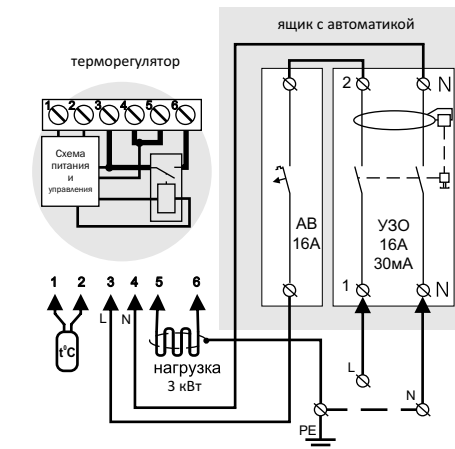 ящик с автоматикой
терморегулятор
1 2 3 4 5 6
Схема
питания
и
управления
2 N
АВ
16А
УЗО
16А
30мА
1 N
1 2 3 4 5 6
L N
t°C
нагрузка
3 кВт
L
N
PE